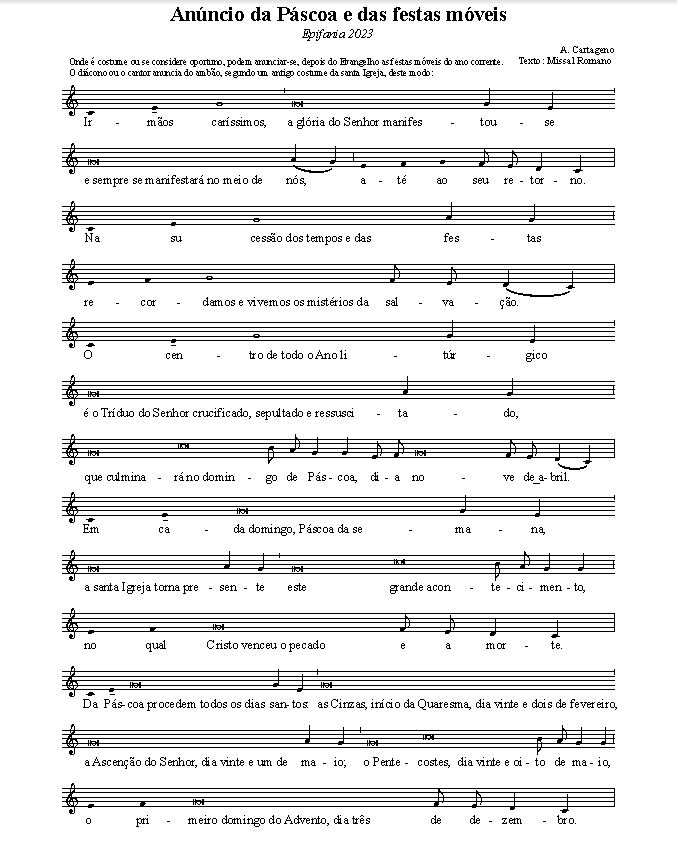 Anúncio da Páscoa e das festas móveis
Epifania 2023
A. Cartageno
Onde é costume ou se considere oportuno, podem anunciar-se, depois do Evangelho as festas móveis do ano corrente. Texto : Missal Romano
O diácono ou o cantor anuncia do ambão, segundo um antigo costume da santa Igreja, deste modo:
Ir - mãos caríssimos, a glória do Senhor manifes - tou - se
e sempre se manifestará no meio de nós, a - té ao seu re - tor - no.
Na su cessão dos tempos e das fes - tas
re - cor - damos e vivemos os mistérios da sal - va - ção.
O cen - tro de todo o Ano li - túr - gico
é o Tríduo do Senhor crucificado, sepultado e ressusci - ta - do,
que culmina - rá no domin - go de Pás - coa, di - a no - ve de_a - bril.
Em ca - da domingo, Páscoa da se - ma - na,
a santa Igreja torna pre - sen - te este grande acon - te - ci - men - to,
no qual Cristo venceu o pecado e a mor - te.
Da Pás - coa procedem todos os dias san - tos: as Cinzas, início da Quaresma, dia vinte e dois de fevereiro,
a Ascenção do Senhor, dia vinte e um de ma - io; o Pente - costes, dia vinte e oi - to de ma - io,
o pri - meiro domingo do Advento, dia três de de - zem - bro.